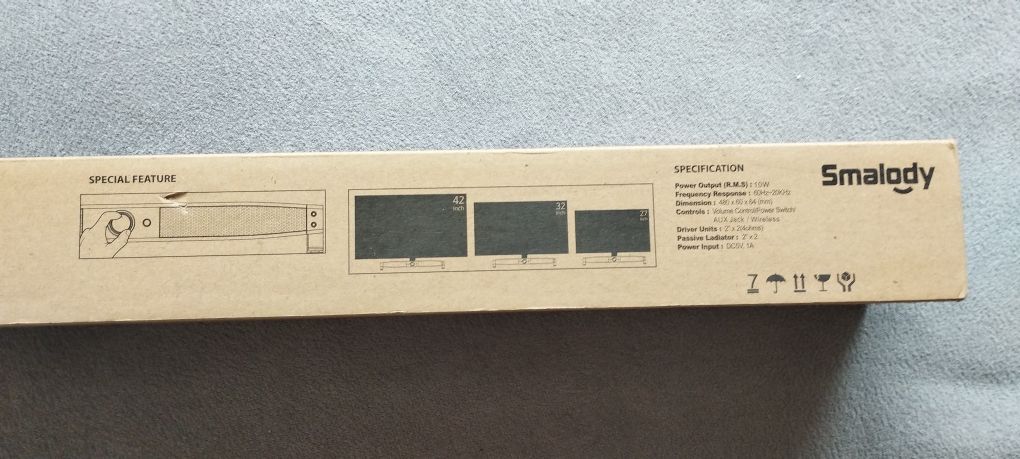 SPECIAL FEATURE
42
inch
32
inch
27
inch
SPECIFICATION
Power Output (R.M.S) : 10W
Frequency Response : 60Hz~20KHz
Dimension : 480 x 60 x 64 (mm)
Controls : Volume Control/Power Switch/
AUX Jack / Wireless
Driver Units : 2" x 2(4ohms)
Passive Ladiator : 2" x 2
Power Input : DC5V, 1A
Smalody
7